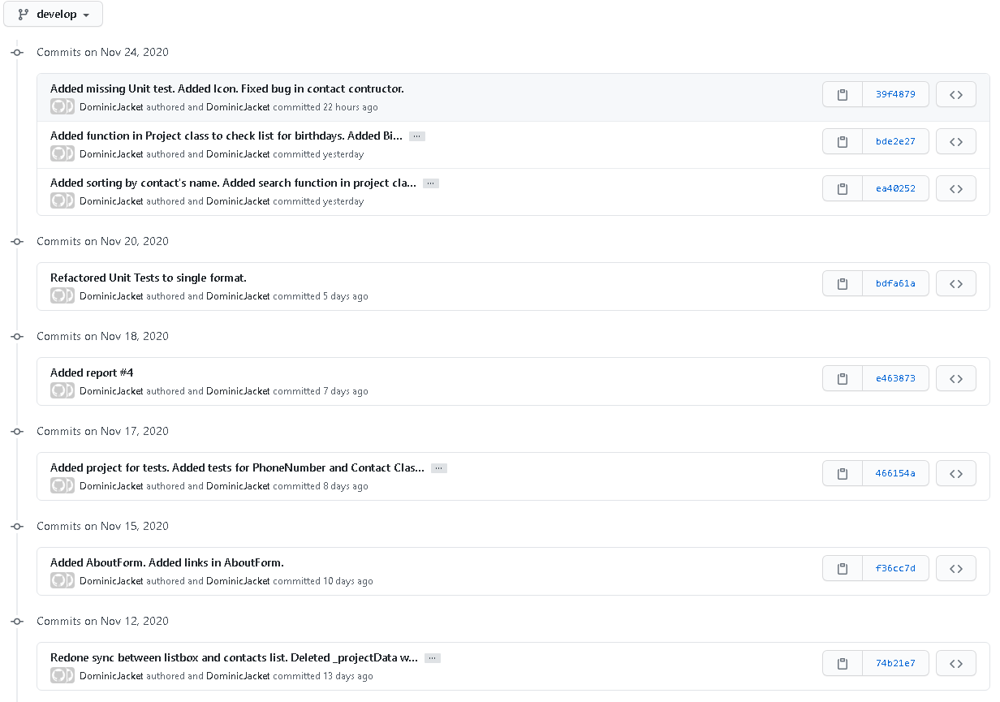 develop
Commits on Nov 24, 2020
Added missing Unit test. Added Icon. Fixed bug in contact contructor.
39f4879
DominicJacket authored and DominicJacket committed 22 hours ago
Added function in Project class to check list for birthdays. Added Bi... ...
bde2e27
DominicJacket authored and DominicJacket committed yesterday
Added sorting by contact's name. Added search function in project cla... ...
ea40252
DominicJacket authored and DominicJacket committed yesterday
Commits on Nov 20, 2020
Refactored Unit Tests to single format.
bdfa61a
DominicJacket authored and DominicJacket committed 5 days ago
Commits on Nov 18, 2020
Added report #4
e463873
DominicJacket authored and DominicJacket committed 7 days ago
Commits on Nov 17, 2020
Added project for tests. Added tests for PhoneNumber and Contact Clas... ...
466154a
DominicJacket authored and DominicJacket committed 8 days ago
Commits on Nov 15, 2020
Added AboutForm. Added links in AboutForm.
f36cc7d
DominicJacket authored and DominicJacket committed 10 days ago
Commits on Nov 12, 2020
Redone sync between listbox and contacts list. Deleted _projectData w... ...
74b21e7
DominicJacket authored and DominicJacket committed 13 days ago